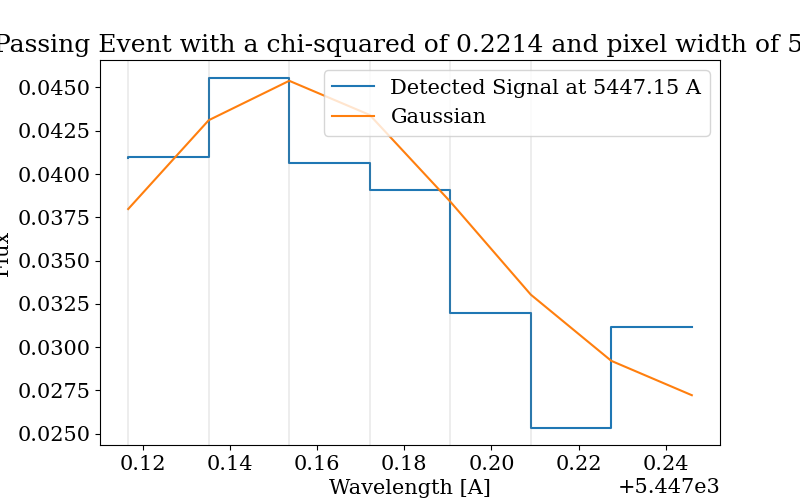 Passing Event with a chi-squared of 0.2214 and pixel width of 5
Detected Signal at 5447.15 A
Gaussian
0.0450
0.0425
0.0400
0.0375
0.0350
0.0325
0.0300
0.0275
0.0250
Flux
0.12 0.14 0.16 0.18 0.20 0.22 0.24
+5.447e3
Wavelength [A]